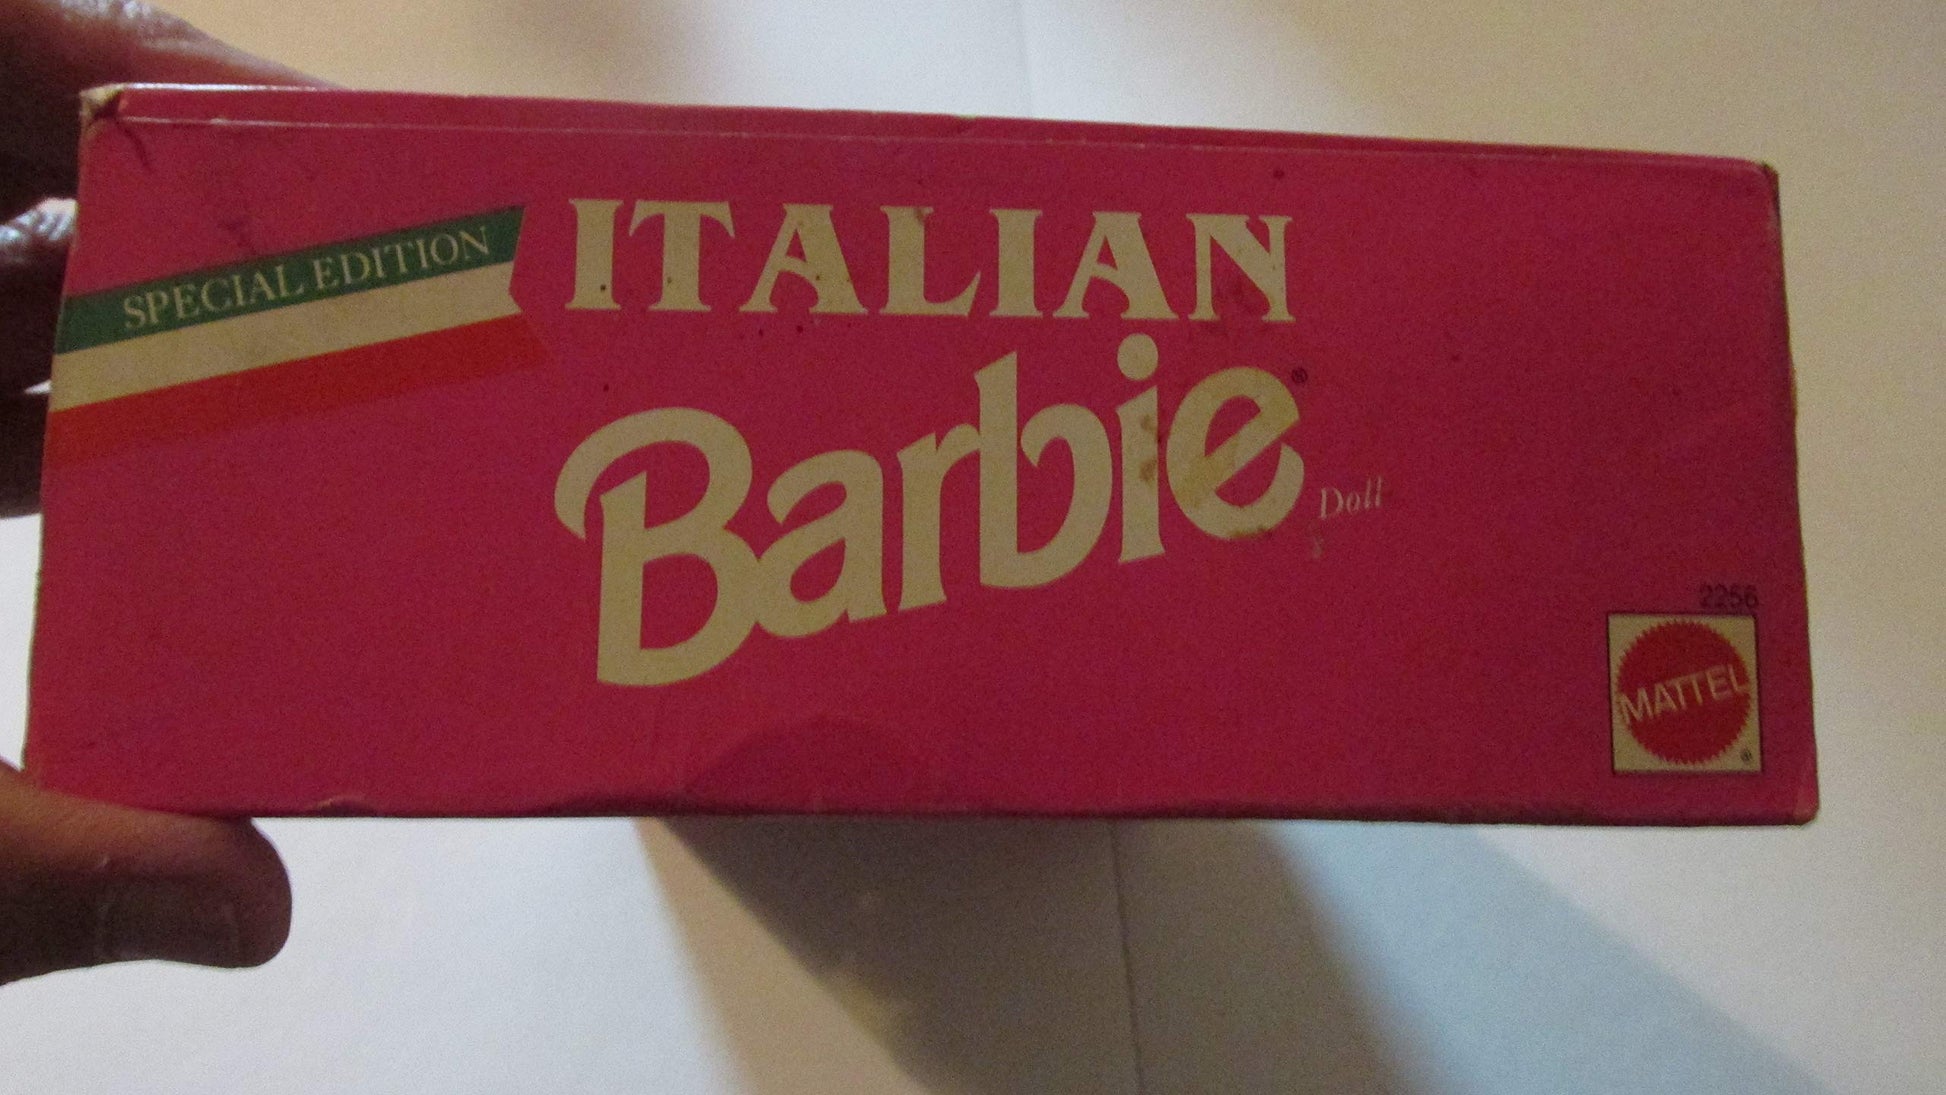 SPECIAL EDITION
ITALIAN
Barbie®
Doll
2256
MATTEL
®